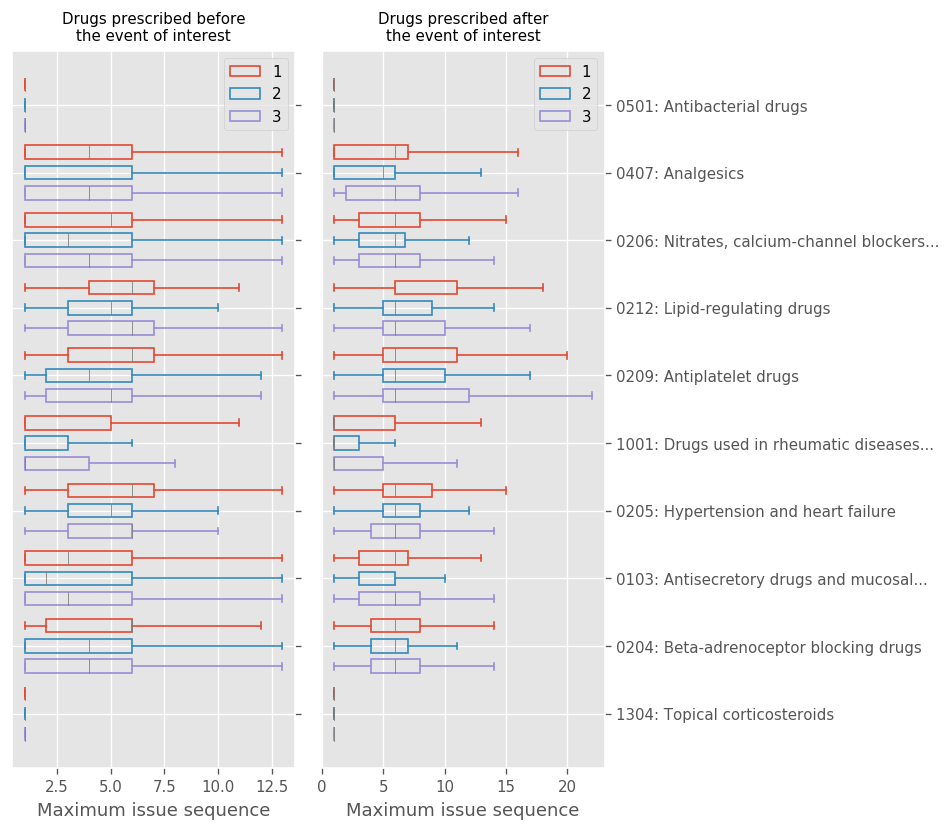 Drugs prescribed before
the event of interest
Drugs prescribed after
the event of interest
1
2
3
1
2
3
0501: Antibacterial drugs
0407: Analgesics
0206: Nitrates, calcium-channel blockers...
0212: Lipid-regulating drugs
0209: Antiplatelet drugs
1001: Drugs used in rheumatic diseases...
0205: Hypertension and heart failure
0103: Antisecretory drugs and mucosal...
0204: Beta-adrenoceptor blocking drugs
1304: Topical corticosteroids
2.5 5.0 7.5 10.0 12.5
0 5 10 15 20
Maximum issue sequence
Maximum issue sequence